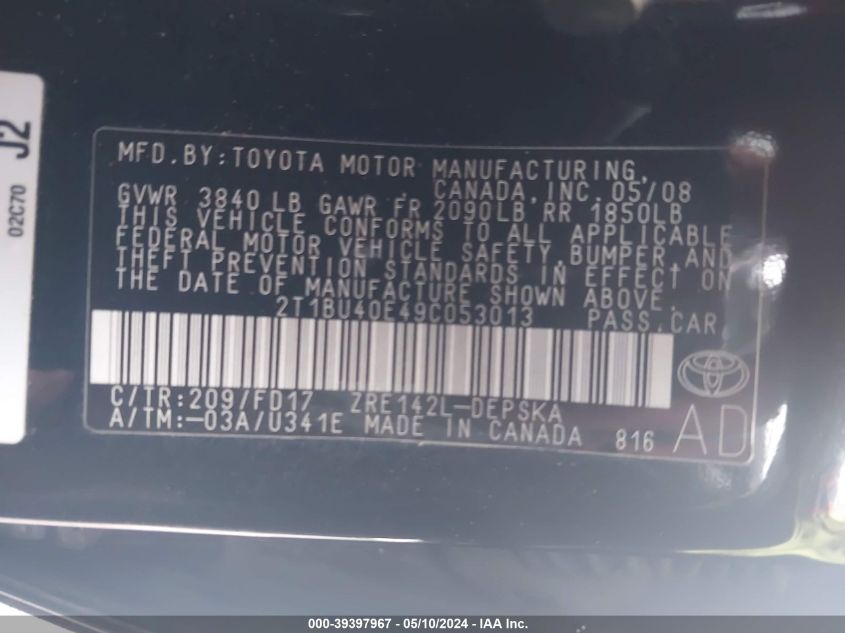 J2
02C70
MFD.BY:TOYOTA MOTOR MANUFACTURING,
CANADA,INC. 05/08
GVWR 3840 LB GAWR FR 2090LB RR 1850LB
THIS VEHICLE CONFORMS TO ALL APPLICABLE
FEDERAL MOTOR VEHICLE SAFETY,BUMPER,AND
THEFT PREVENTION STANDARDS IN EFFECT ON
THE DATE OF MANUFACTURE SHOWN ABOVE.
2T1BU40E49C053013 PASS.CAR
C/TR:209/FD17 ZRE142L-DEPSKA
A/TM:-03A/U341E MADE IN CANADA 816
AD
000-39397967 - 05/10/2024 - IAA Inc.